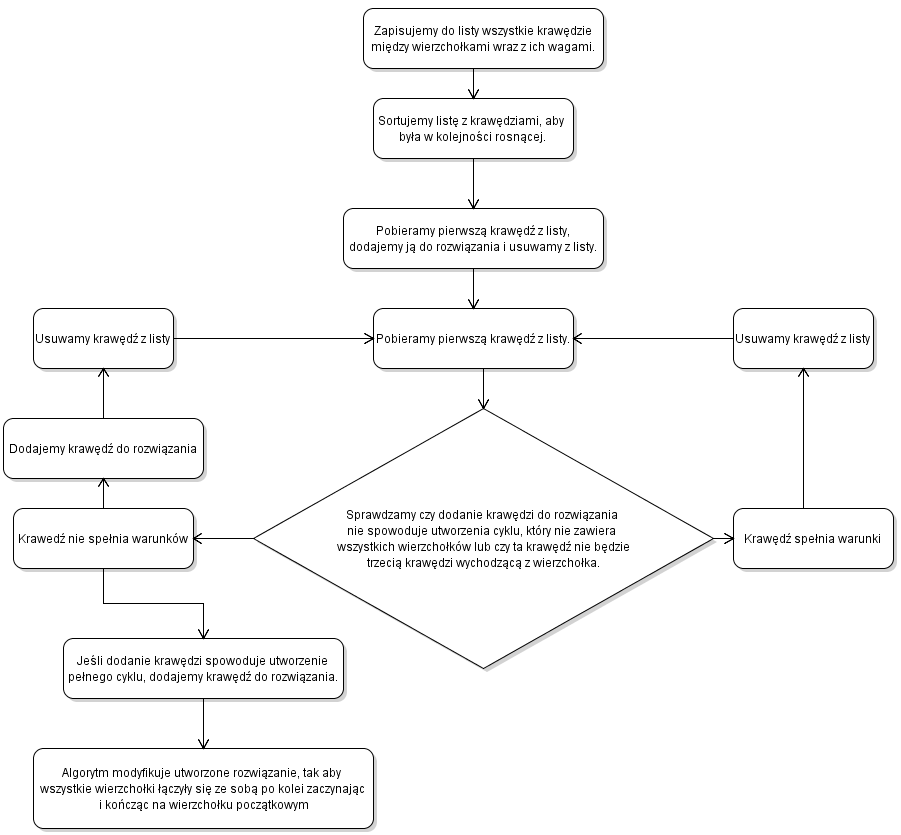 Zapisujemy do listy wszystkie krawędzie
między wierzchołkami wraz z ich wagami.
Sortujemy listę z krawędziami, aby
była w kolejności rosnącej.
Pobieramy pierwszą krawędź z listy,
dodajemy ją do rozwiązania i usuwamy z listy.
Usuwamy krawędź z listy
Pobieramy pierwszą krawędź z listy.
Usuwamy krawędź z listy
Dodajemy krawędź do rozwiązania
Sprawdzamy czy dodanie krawędzi do rozwiązania
nie spowoduje utworzenia cyklu, który nie zawiera
wszystkich wierzchołków lub czy ta krawędź nie będzie
trzecią krawędzi wychodzącą z wierzchołka.
Krawedź nie spełnia warunków
Krawędź spełnia warunki
Jeśli dodanie krawędzi spowoduje utworzenie
pełnego cyklu, dodajemy krawędź do rozwiązania.
Algorytm modyfikuje utworzone rozwiązanie, tak aby
wszystkie wierzchołki łączyły się ze sobą po kolei zaczynając
i kończąc na wierzchołku początkowym